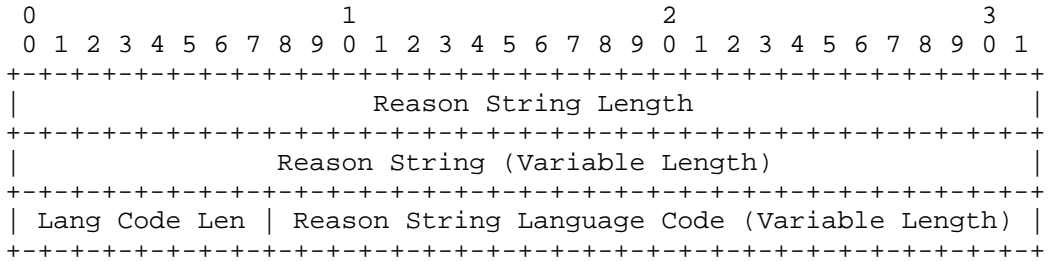 0                   1                   2                   3
 0 1 2 3 4 5 6 7 8 9 0 1 2 3 4 5 6 7 8 9 0 1 2 3 4 5 6 7 8 9 0 1
+-+-+-+-+-+-+-+-+-+-+-+-+-+-+-+-+-+-+-+-+-+-+-+-+-+-+-+-+-+-+-+-+
|                      Reason String Length                     |
+-+-+-+-+-+-+-+-+-+-+-+-+-+-+-+-+-+-+-+-+-+-+-+-+-+-+-+-+-+-+-+-+
|                Reason String (Variable Length)                |
+-+-+-+-+-+-+-+-+-+-+-+-+-+-+-+-+-+-+-+-+-+-+-+-+-+-+-+-+-+-+-+-+
| Lang Code Len | Reason String Language Code (Variable Length) |
+-+-+-+-+-+-+-+-+-+-+-+-+-+-+-+-+-+-+-+-+-+-+-+-+-+-+-+-+-+-+-+-+